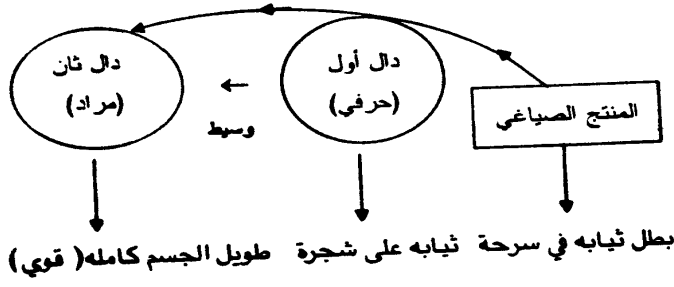 المنتج الصياغي
دال أول
(حرفي)
وسيط
دال ثان
(مراد)
بطل ثيابه في سرحة
ثيابه على شجرة
طويل الجسم كامله( قوي)